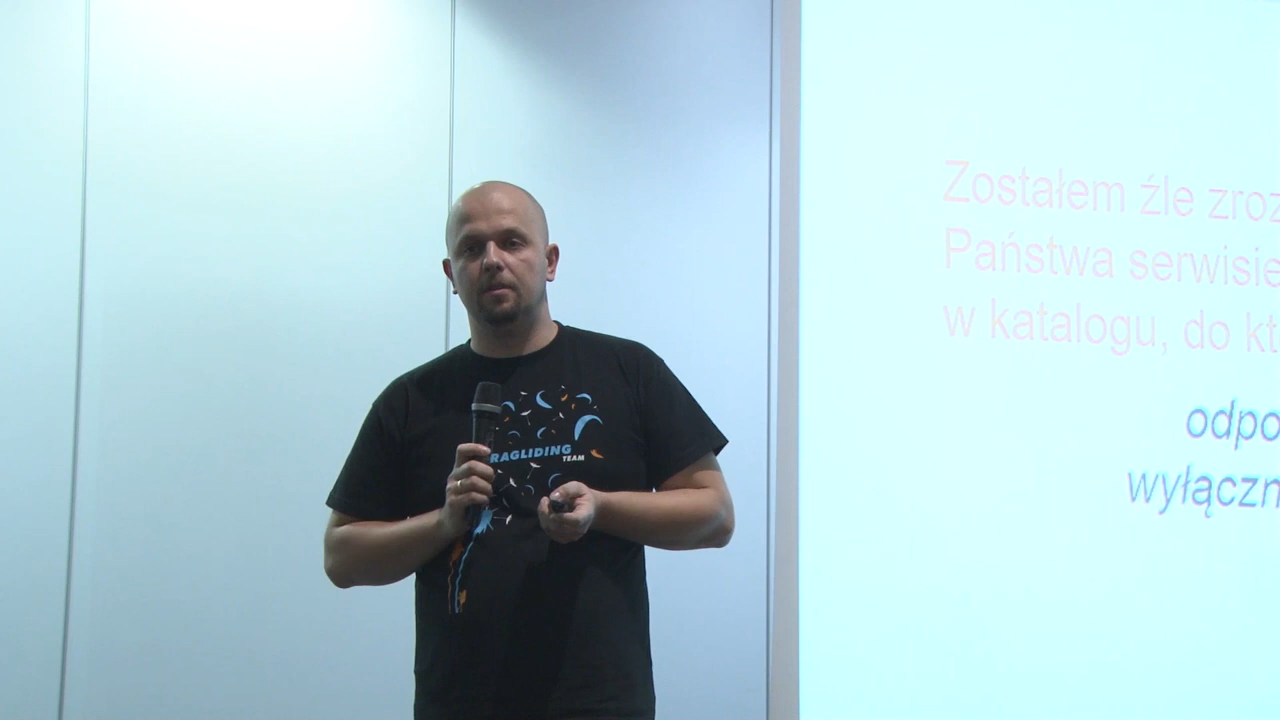 RAGLIDING
TEAM
Zostałem źle zroz
Państwa serwisie
w katalogu, do kt
odpo
wyłączn